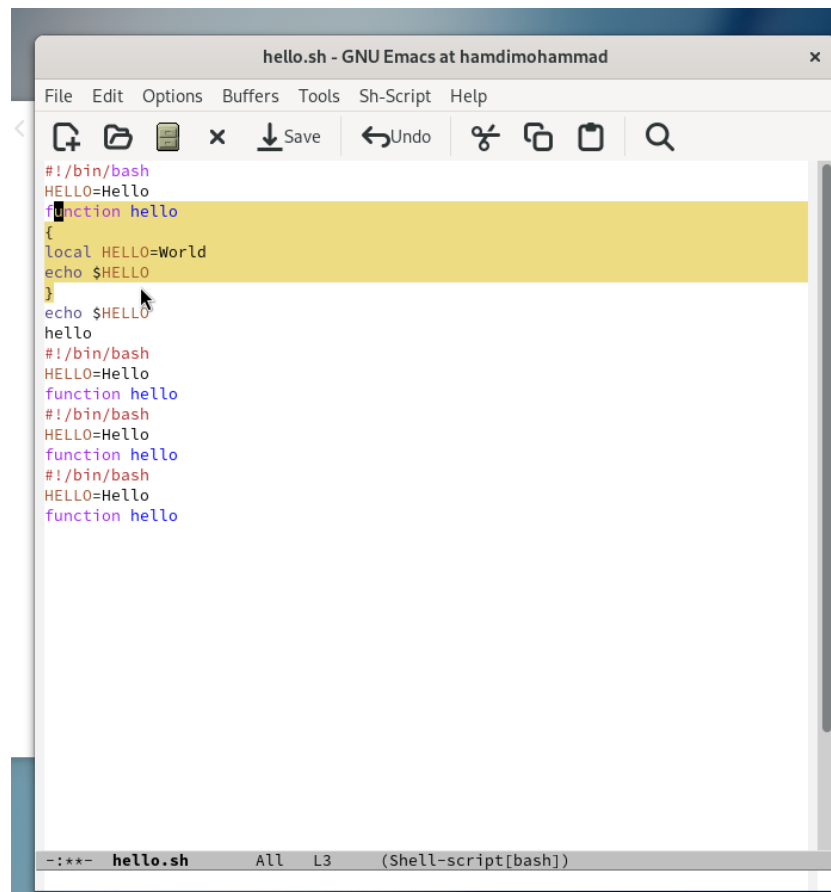 hello.sh - GNU Emacs at hamdimohammad ×
File Edit Options Buffers Tools Sh-Script Help
Save Undo
#!/bin/bash
HELLO=Hello
function hello
{
local HELLO=World
echo $HELLO
}
echo $HELLO
hello
#!/bin/bash
HELLO=Hello
function hello
#!/bin/bash
HELLO=Hello
function hello
#!/bin/bash
HELLO=Hello
function hello
-:**- hello.sh All L3 (Shell-script[bash])